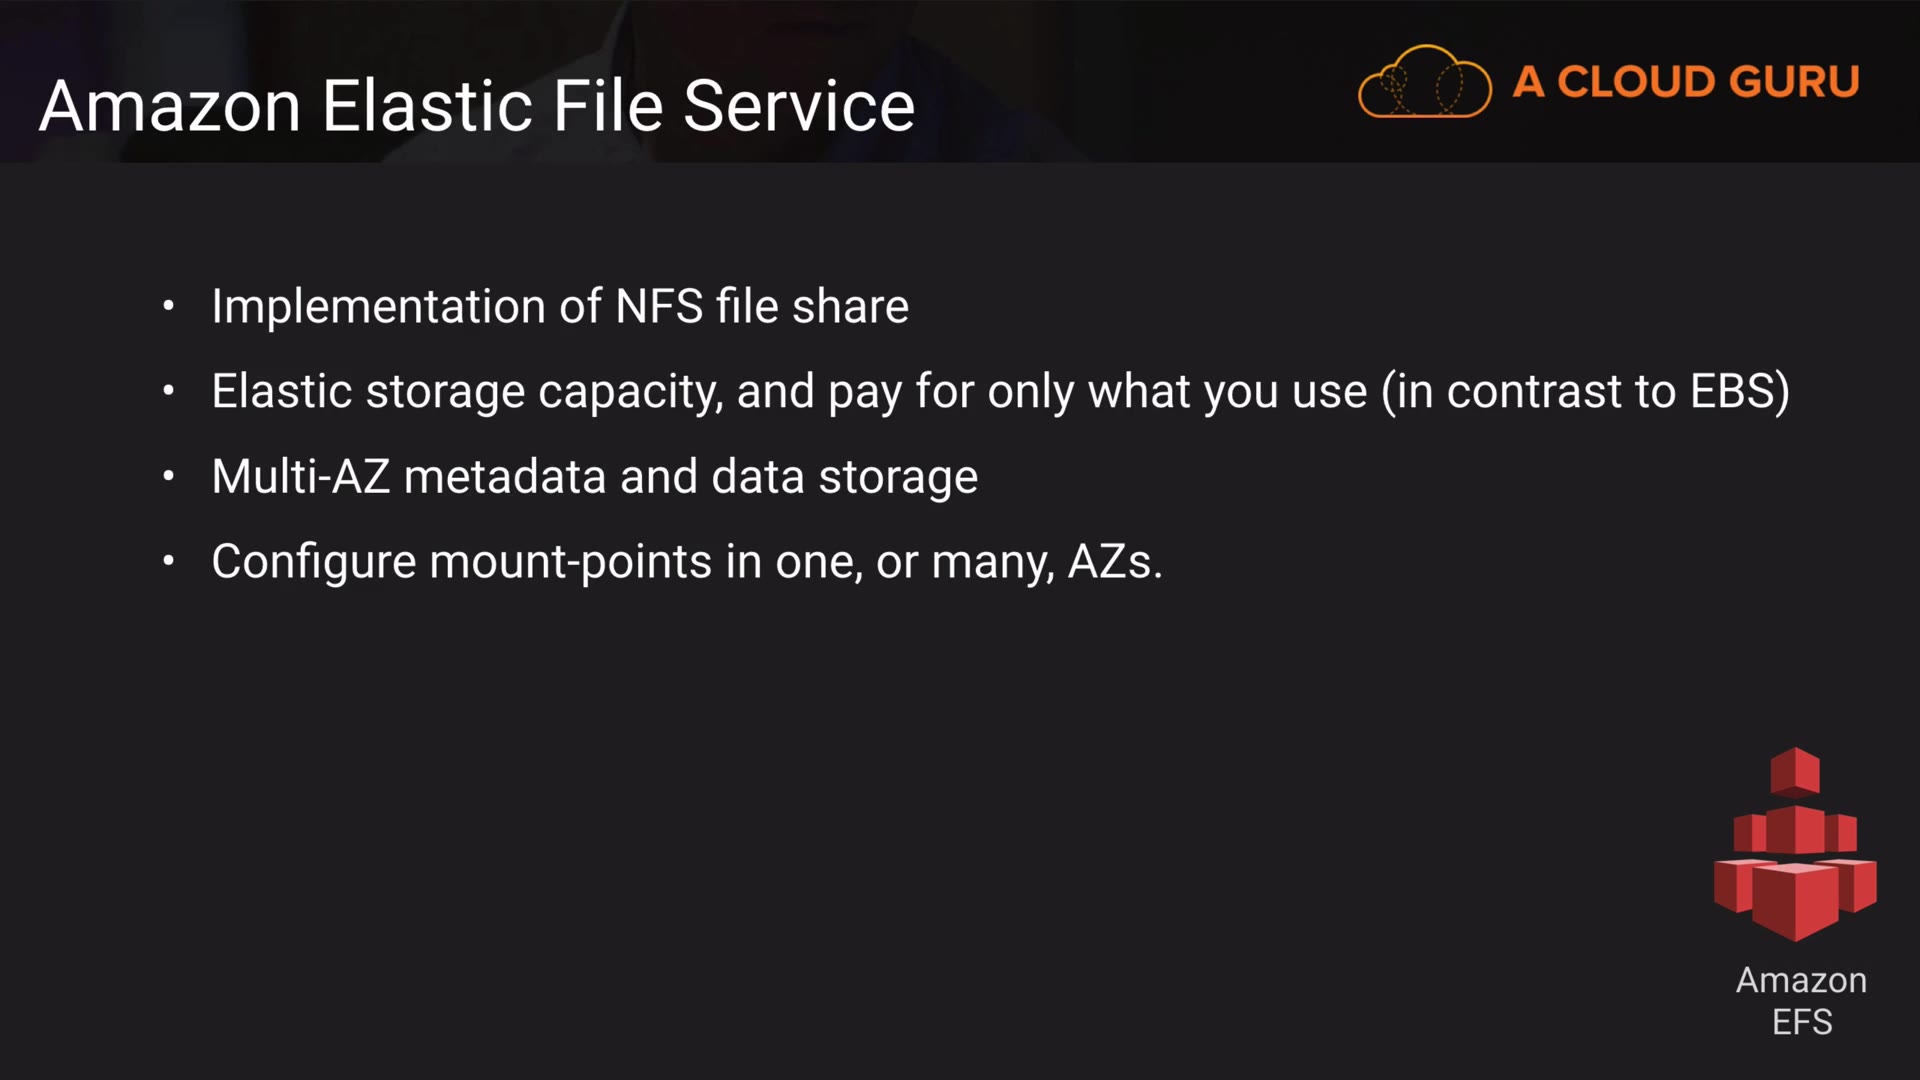 Amazon Elastic File Service
A CLOUD GURU
• Implementation of NFS file share
• Elastic storage capacity, and pay for only what you use (in contrast to EBS)
• Multi-AZ metadata and data storage
• Configure mount-points in one, or many, AZs.
Amazon
EFS